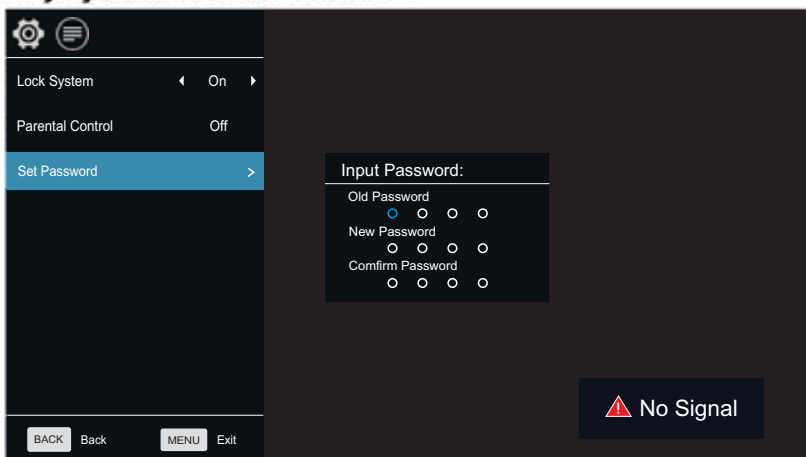 Lock System On
Parental Control Off
Set Password >
Input Password:
Old Password
New Password
Comfirm Password
No Signal
BACK Back MENU Exit